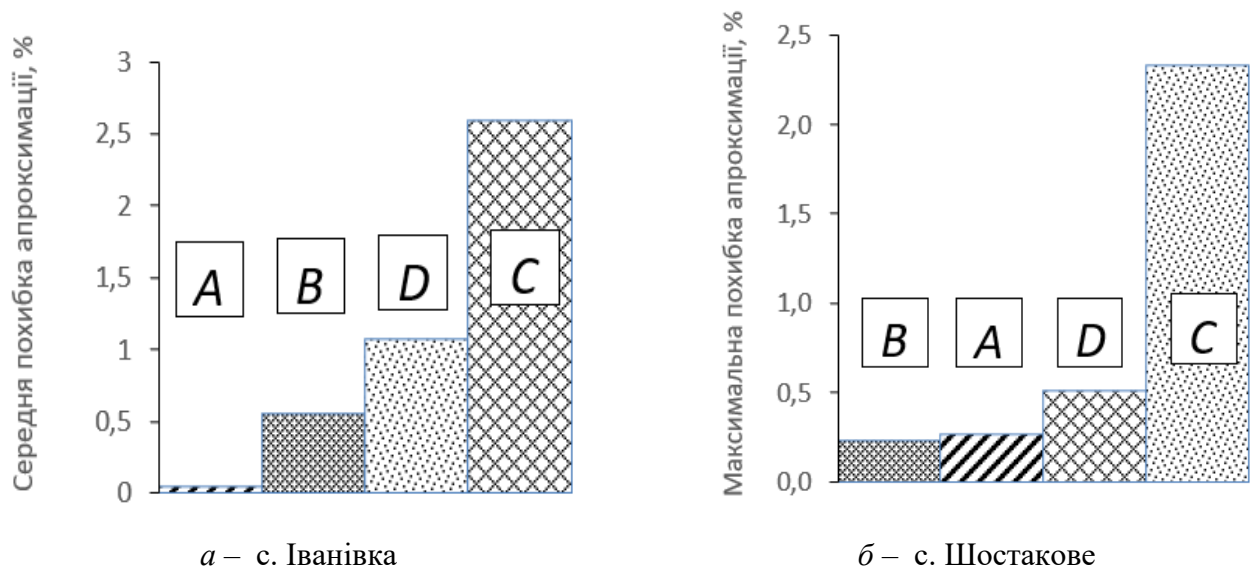 Середня похибка апроксимації, %
3
2,5
2
1,5
1
0,5
0
A
B
D
C
а – с. Іванівка
Максимальна похибка апроксимації, %
2,5
2,0
1,5
1,0
0,5
0,0
B
A
D
C
б – с. Шостакове